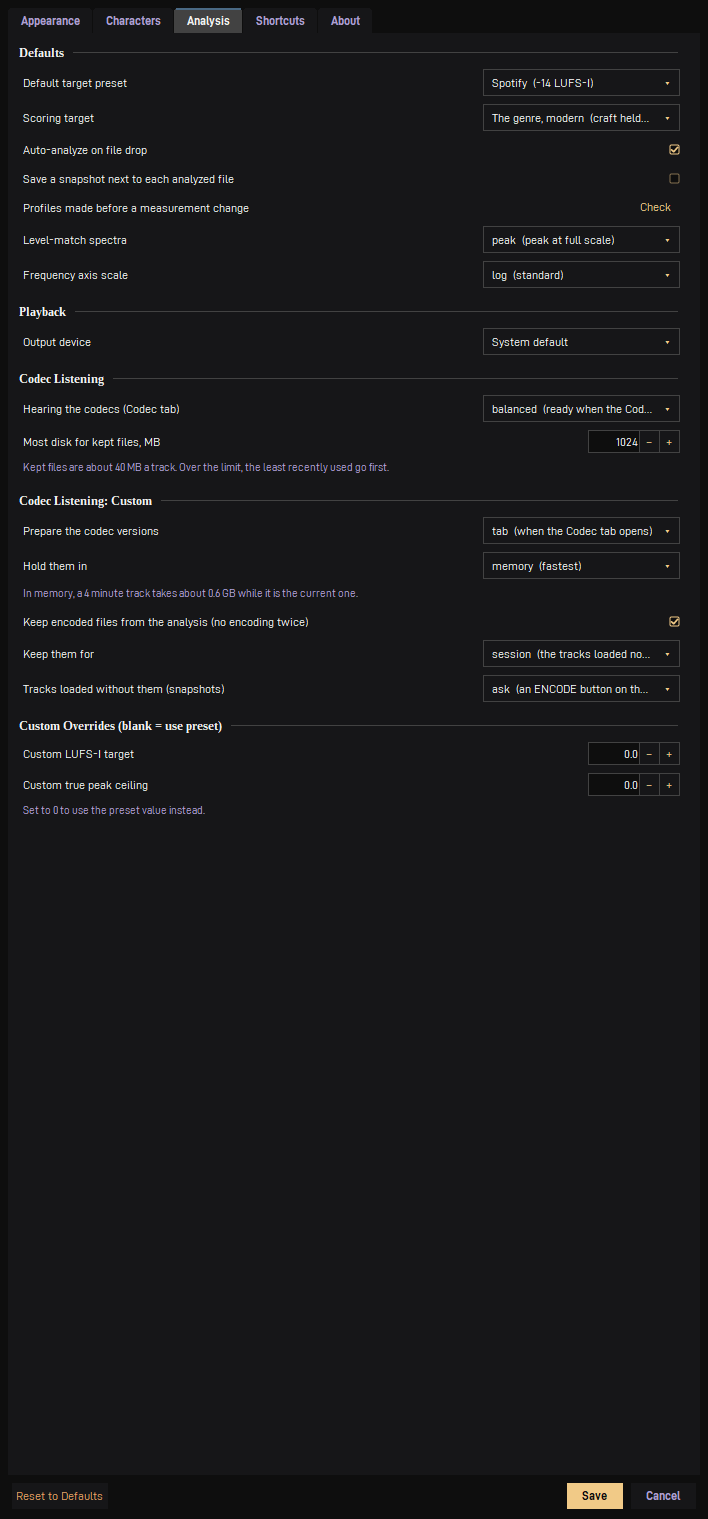 Appearance Characters Analysis Shortcuts About
Defaults
Default target preset Spotify (-14 LUFS-I)
Scoring target The genre, modern (craft held...
Auto-analyze on file drop
Save a snapshot next to each analyzed file
Profiles made before a measurement change Check
Level-match spectra peak (peak at full scale)
Frequency axis scale log (standard)
Playback
Output device System default
Codec Listening
Hearing the codecs (Codec tab) balanced (ready when the Cod...
Most disk for kept files, MB 1024 − +
Kept files are about 40 MB a track. Over the limit, the least recently used go first.
Codec Listening: Custom
Prepare the codec versions tab (when the Codec tab opens)
Hold them in memory (fastest)
In memory, a 4 minute track takes about 0.6 GB while it is the current one.
Keep encoded files from the analysis (no encoding twice)
Keep them for session (the tracks loaded no...
Tracks loaded without them (snapshots) ask (an ENCODE button on th...
Custom Overrides (blank = use preset)
Custom LUFS-I target 0.0 − +
Custom true peak ceiling 0.0 − +
Set to 0 to use the preset value instead.
Reset to Defaults Save Cancel